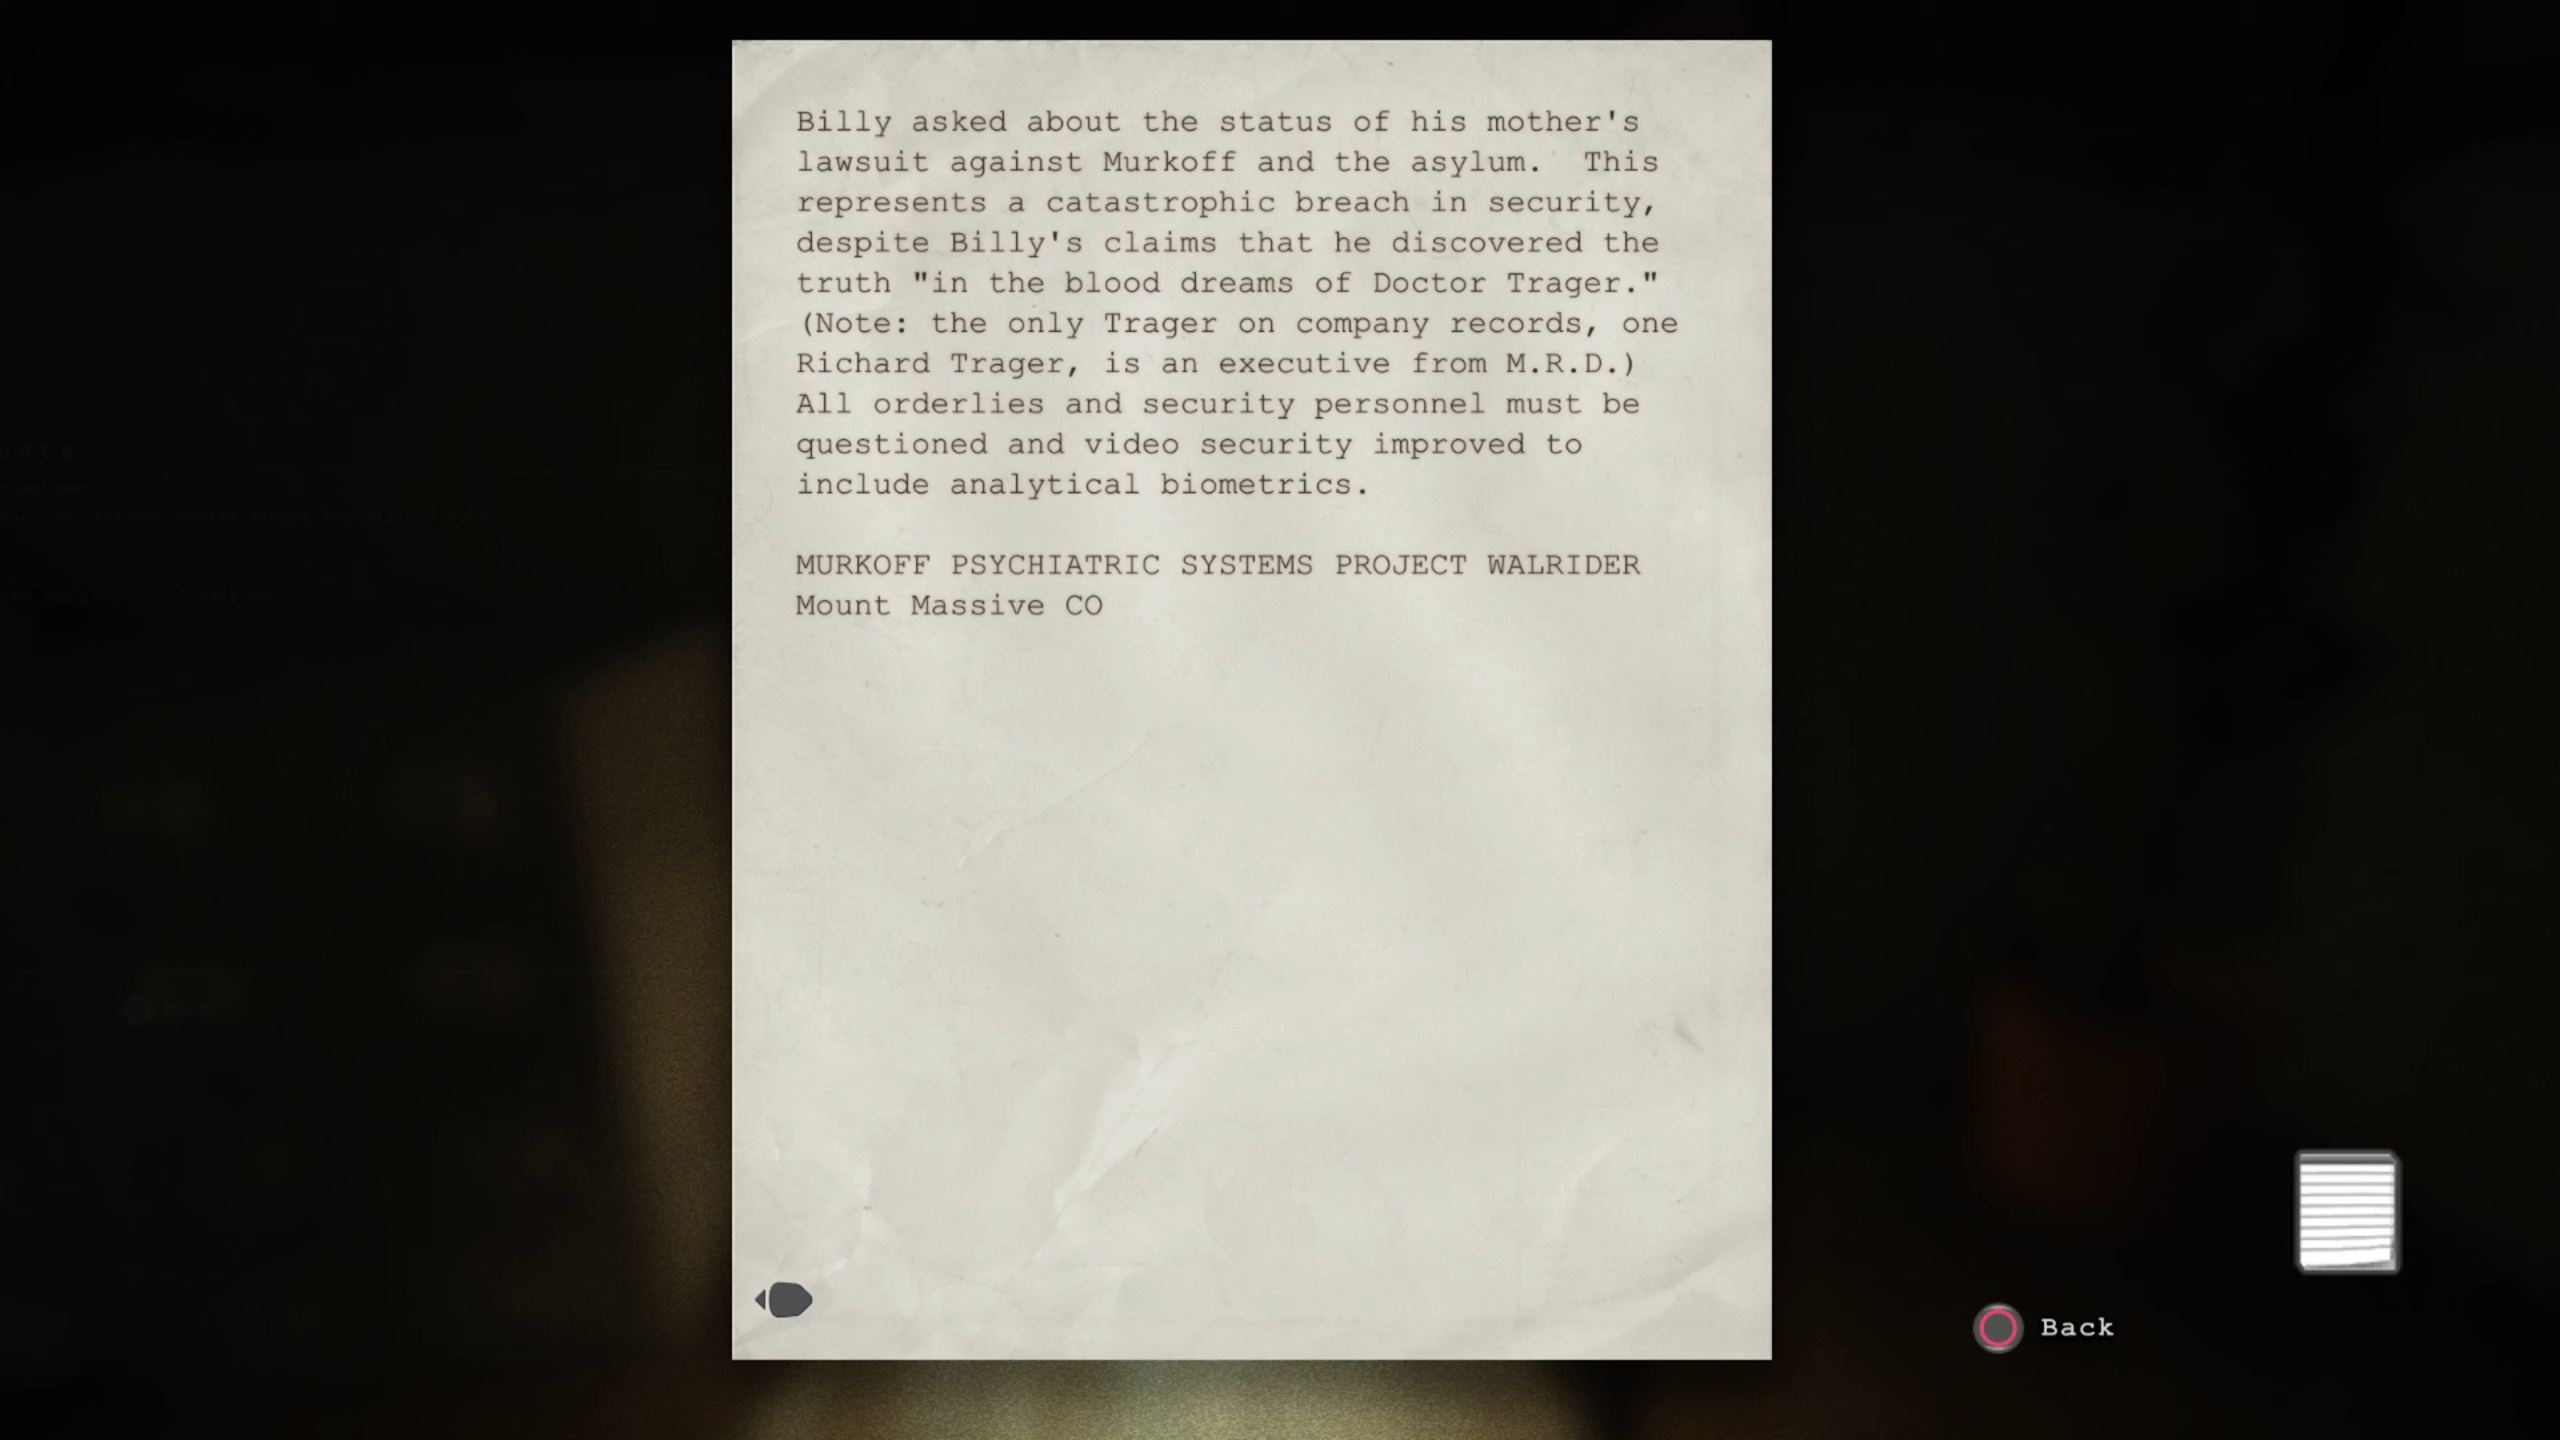 Billy asked about the status of his mother's
lawsuit against Murkoff and the asylum.  This
represents a catastrophic breach in security,
despite Billy's claims that he discovered the
truth "in the blood dreams of Doctor Trager."
(Note: the only Trager on company records, one
Richard Trager, is an executive from M.R.D.)
All orderlies and security personnel must be
questioned and video security improved to
include analytical biometrics.
MURKOFF PSYCHIATRIC SYSTEMS PROJECT WALRIDER
Mount Massive CO
Back